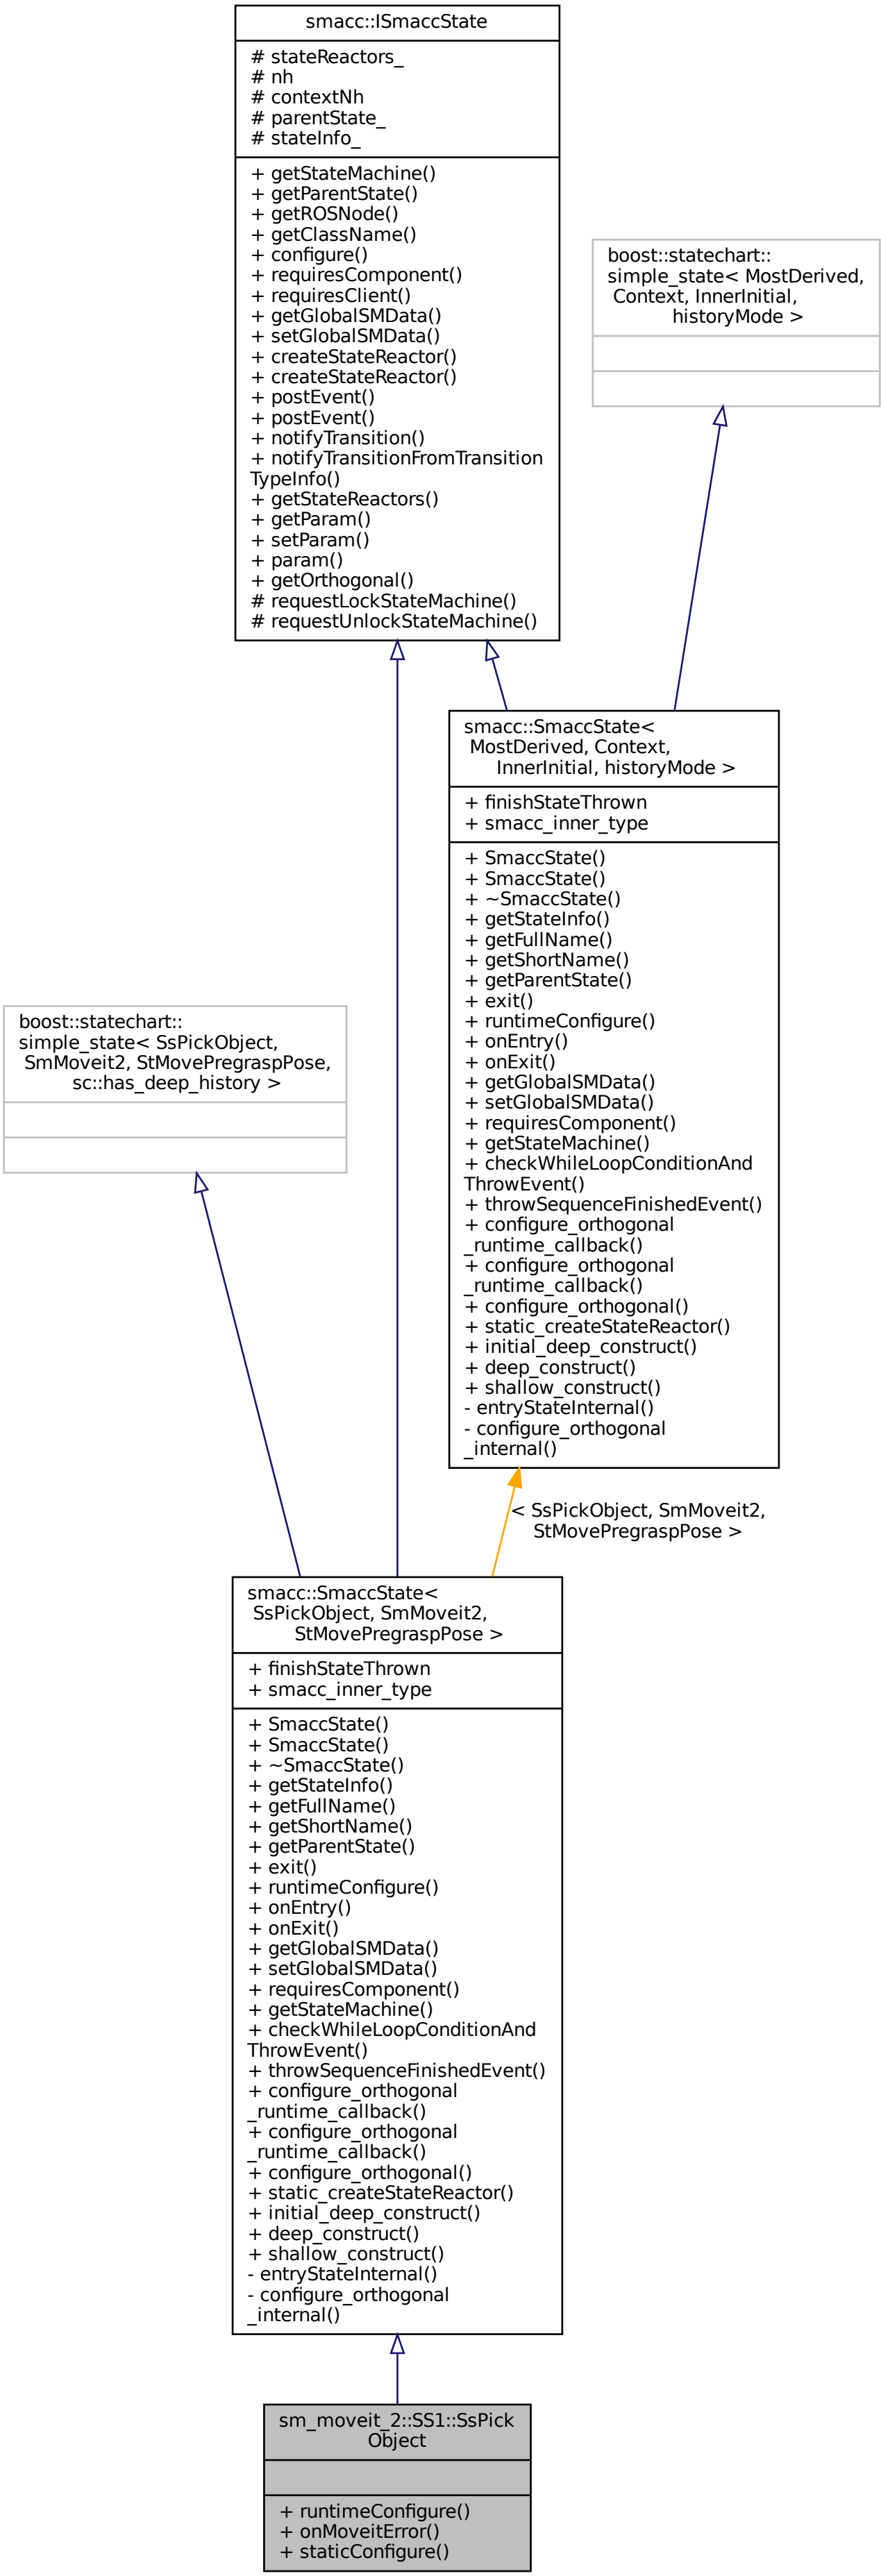 smacc::ISmaccState
# stateReactors_
# nh
# contextNh
# parentState_
# stateInfo_
+ getStateMachine()
+ getParentState()
+ getROSNode()
+ getClassName()
+ configure()
+ requiresComponent()
+ requiresClient()
+ getGlobalSMData()
+ setGlobalSMData()
+ createStateReactor()
+ createStateReactor()
+ postEvent()
+ postEvent()
+ notifyTransition()
+ notifyTransitionFromTransition
TypeInfo()
+ getStateReactors()
+ getParam()
+ setParam()
+ param()
+ getOrthogonal()
# requestLockStateMachine()
# requestUnlockStateMachine()
boost::statechart::
simple_state< MostDerived,
Context, InnerInitial,
historyMode >
smacc::SmaccState<
MostDerived, Context,
InnerInitial, historyMode >
+ finishStateThrown
+ smacc_inner_type
+ SmaccState()
+ SmaccState()
+ ~SmaccState()
+ getStateInfo()
+ getFullName()
+ getShortName()
+ getParentState()
+ exit()
+ runtimeConfigure()
+ onEntry()
+ onExit()
+ getGlobalSMData()
+ setGlobalSMData()
+ requiresComponent()
+ getStateMachine()
+ checkWhileLoopConditionAnd
ThrowEvent()
+ throwSequenceFinishedEvent()
+ configure_orthogonal
_runtime_callback()
+ configure_orthogonal
_runtime_callback()
+ configure_orthogonal()
+ static_createStateReactor()
+ initial_deep_construct()
+ deep_construct()
+ shallow_construct()
- entryStateInternal()
- configure_orthogonal
_internal()
boost::statechart::
simple_state< SsPickObject,
SmMoveit2, StMovePregraspPose,
sc::has_deep_history >
< SsPickObject, SmMoveit2,
StMovePregraspPose >
smacc::SmaccState<
SsPickObject, SmMoveit2,
StMovePregraspPose >
+ finishStateThrown
+ smacc_inner_type
+ SmaccState()
+ SmaccState()
+ ~SmaccState()
+ getStateInfo()
+ getFullName()
+ getShortName()
+ getParentState()
+ exit()
+ runtimeConfigure()
+ onEntry()
+ onExit()
+ getGlobalSMData()
+ setGlobalSMData()
+ requiresComponent()
+ getStateMachine()
+ checkWhileLoopConditionAnd
ThrowEvent()
+ throwSequenceFinishedEvent()
+ configure_orthogonal
_runtime_callback()
+ configure_orthogonal
_runtime_callback()
+ configure_orthogonal()
+ static_createStateReactor()
+ initial_deep_construct()
+ deep_construct()
+ shallow_construct()
- entryStateInternal()
- configure_orthogonal
_internal()
sm_moveit_2::SS1::SsPick
Object
+ runtimeConfigure()
+ onMoveitError()
+ staticConfigure()